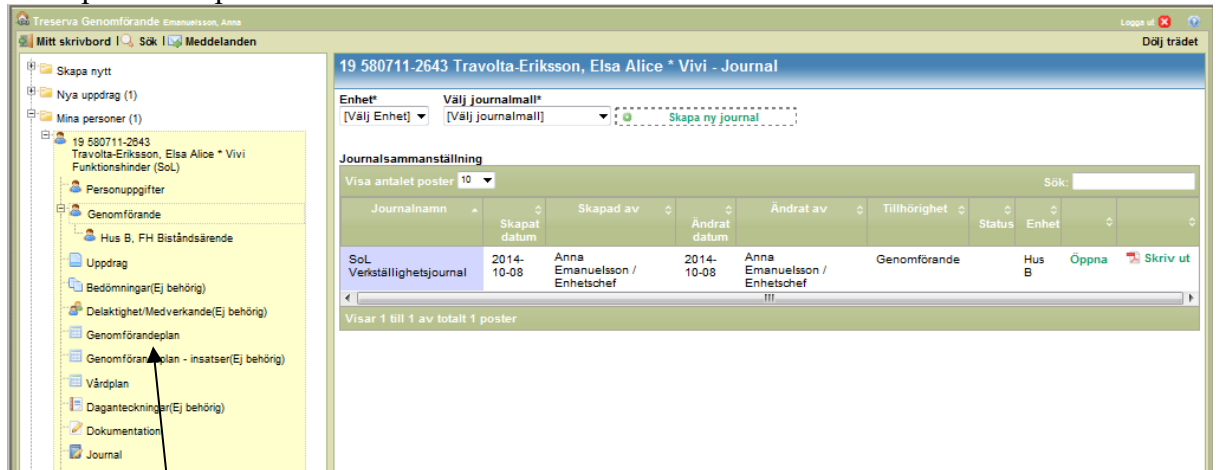 Treserva Genomförande Emanuelsson, Anna
Logga ut
Mitt skrivbord | Sök | Meddelanden
Dölj trädet
Skapa nytt
Nya uppdrag (1)
Mina personer (1)
19 580711-2643
Travolta-Eriksson, Elsa Alice * Vivi
Funktionshinder (SoL)
Personuppgifter
Genomförande
Hus B, FH Biståndsärende
Uppdrag
Bedömningar(Ej behörig)
Delaktighet/Medverkande(Ej behörig)
Genomförandeplan
Genomförandeplan - insatser(Ej behörig)
Vårdplan
Daganteckningar(Ej behörig)
Dokumentation
Journal
19 580711-2643 Travolta-Eriksson, Elsa Alice * Vivi - Journal
Enhet* Välj journalmall*
[Välj Enhet] [Välj journalmall] Skapa ny journal
Journalsammanställning
Visa antalet poster 10 Sök:
Journalnamn Skapat datum Skapad av Ändrat datum Ändrat av Tillhörighet Status Enhet
SoL Verkställighetsjournal 2014-10-08 Anna Emanuelsson / Enhetschef 2014-10-08 Anna Emanuelsson / Enhetschef Genomförande Hus B Öppna Skriv ut
Visar 1 till 1 av totalt 1 poster